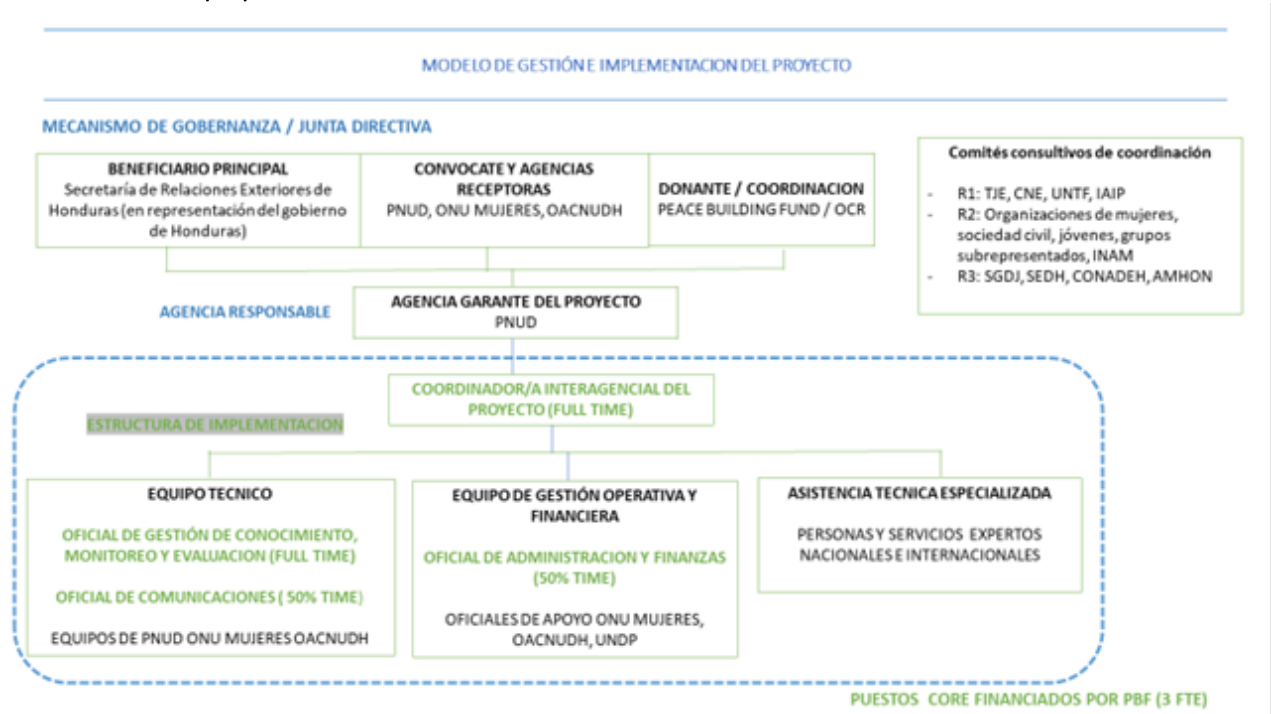 MODELO DE GESTIÓN E IMPLEMENTACION DEL PROYECTO
MECANISMO DE GOBERNANZA / JUNTA DIRECTIVA
BENEFICIARIO PRINCIPAL
Secretaría de Relaciones Exteriores de
Honduras (en representación del gobierno
de Honduras)
CONVOCATE Y AGENCIAS
RECEPTORAS
PNUD, ONU MUJERES, OACNUDH
DONANTE / COORDINACION
PEACE BUILDING FUND / OCR
Comités consultivos de coordinación
- R1: TJE, CNE, UNTF, IAIP
- R2: Organizaciones de mujeres,
sociedad civil, jóvenes, grupos
subrepresentados, INAM
- R3: SGDJ, SEDH, CONADEH, AMHON
AGENCIA RESPONSABLE
AGENCIA GARANTE DEL PROYECTO
PNUD
COORDINADOR/A INTERAGENCIAL DEL
PROYECTO (FULL TIME)
ESTRUCTURA DE IMPLEMENTACION
EQUIPO TECNICO
OFICIAL DE GESTIÓN DE CONOCIMIENTO,
MONITOREO Y EVALUACION (FULL TIME)
OFICIAL DE COMUNICACIONES ( 50% TIME)
EQUIPOS DE PNUD ONU MUJERES OACNUDH
EQUIPO DE GESTIÓN OPERATIVA Y
FINANCIERA
OFICIAL DE ADMINISTRACION Y FINANZAS
(50% TIME)
OFICIALES DE APOYO ONU MUJERES,
OACNUDH, UNDP
ASISTENCIA TECNICA ESPECIALIZADA
PERSONAS Y SERVICIOS EXPERTOS
NACIONALES E INTERNACIONALES
PUESTOS CORE FINANCIADOS POR PBF (3 FTE)